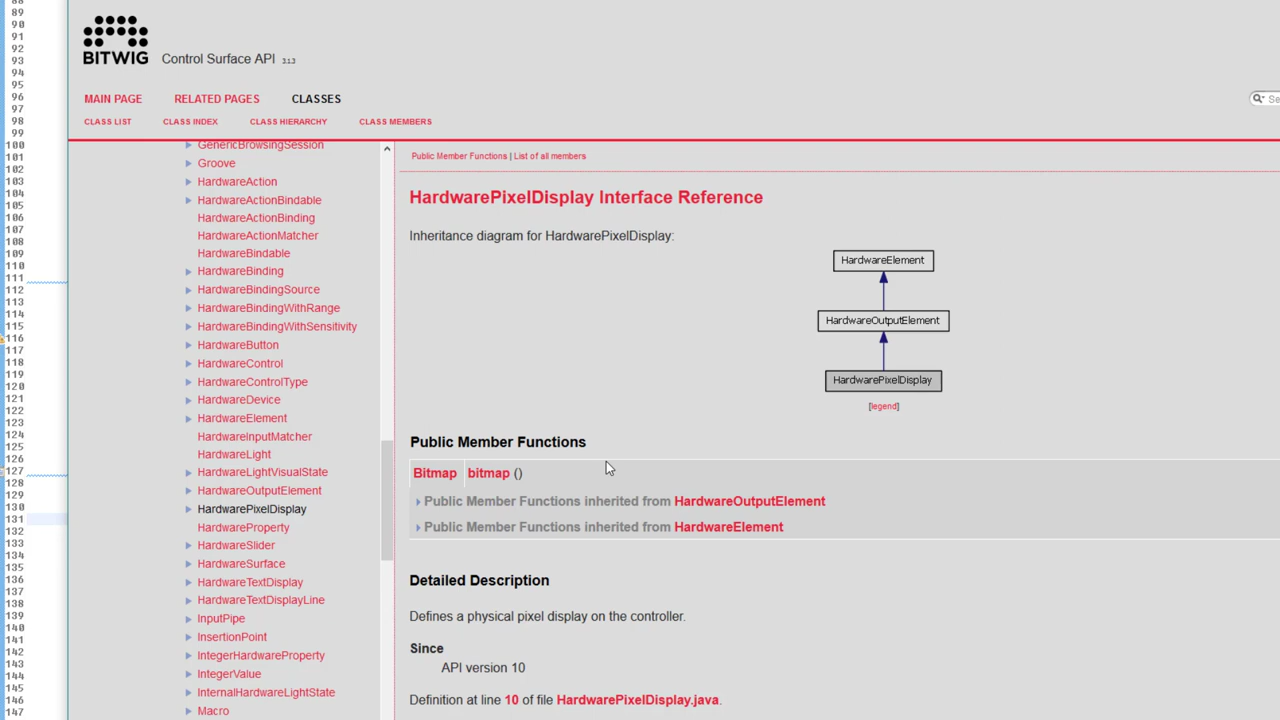 88
89
90
91
92
93
94
95
96
97
98
99
100
101
102
103
104
105
106
107
108
109
110
111
112
113
114
115
116
117
118
119
120
121
122
123
124
125
126
127
128
129
130
131
132
133
134
135
136
137
138
139
140
141
142
143
144
145
146
147
BITWIG
Control Surface API 3.1.3
MAIN PAGE RELATED PAGES CLASSES
Se
CLASS LIST CLASS INDEX CLASS HIERARCHY CLASS MEMBERS
GenericBrowsingSession
Groove
HardwareAction
HardwareActionBindable
HardwareActionBinding
HardwareActionMatcher
HardwareBindable
HardwareBinding
HardwareBindingSource
HardwareBindingWithRange
HardwareBindingWithSensitivity
HardwareButton
HardwareControl
HardwareControlType
HardwareDevice
HardwareElement
HardwareInputMatcher
HardwareLight
HardwareLightVisualState
HardwareOutputElement
HardwarePixelDisplay
HardwareProperty
HardwareSlider
HardwareSurface
HardwareTextDisplay
HardwareTextDisplayLine
InputPipe
InsertionPoint
IntegerHardwareProperty
IntegerValue
InternalHardwareLightState
Macro
Public Member Functions | List of all members
HardwarePixelDisplay Interface Reference
Inheritance diagram for HardwarePixelDisplay:
HardwareElement
HardwareOutputElement
HardwarePixelDisplay
[legend]
Public Member Functions
Bitmap bitmap ()
Public Member Functions inherited from HardwareOutputElement
Public Member Functions inherited from HardwareElement
Detailed Description
Defines a physical pixel display on the controller.
Since
API version 10
Definition at line 10 of file HardwarePixelDisplay.java.